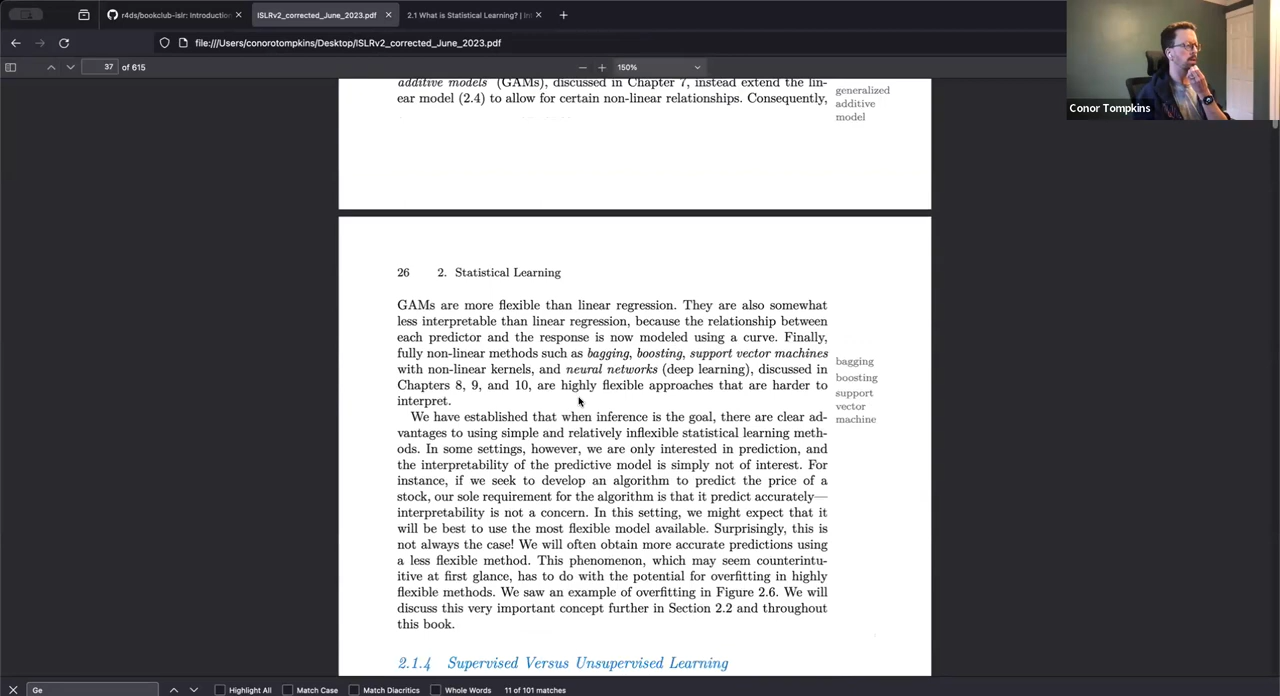 r4ds/bookclub-islr: Introduction
ISLRv2_corrected_June_2023.pdf
2.1 What is Statistical Learning? | In
file:///Users/conorotompkins/Desktop/ISLRv2_corrected_June_2023.pdf
37 of 615
150%
Conor Tompkins
additive models (GAMs), discussed in Chapter 7, instead extend the lin-
ear model (2.4) to allow for certain non-linear relationships. Consequently,
generalized
additive
model
26 2. Statistical Learning
GAMs are more flexible than linear regression. They are also somewhat
less interpretable than linear regression, because the relationship between
each predictor and the response is now modeled using a curve. Finally,
fully non-linear methods such as bagging, boosting, support vector machines
with non-linear kernels, and neural networks (deep learning), discussed in
Chapters 8, 9, and 10, are highly flexible approaches that are harder to
interpret.
bagging
boosting
support
vector
machine
We have established that when inference is the goal, there are clear ad-
vantages to using simple and relatively inflexible statistical learning meth-
ods. In some settings, however, we are only interested in prediction, and
the interpretability of the predictive model is simply not of interest. For
instance, if we seek to develop an algorithm to predict the price of a
stock, our sole requirement for the algorithm is that it predict accurately—
interpretability is not a concern. In this setting, we might expect that it
will be best to use the most flexible model available. Surprisingly, this is
not always the case! We will often obtain more accurate predictions using
a less flexible method. This phenomenon, which may seem counterintu-
itive at first glance, has to do with the potential for overfitting in highly
flexible methods. We saw an example of overfitting in Figure 2.6. We will
discuss this very important concept further in Section 2.2 and throughout
this book.
2.1.4 Supervised Versus Unsupervised Learning
Ge
Highlight All
Match Case
Match Diacritics
Whole Words
11 of 101 matches